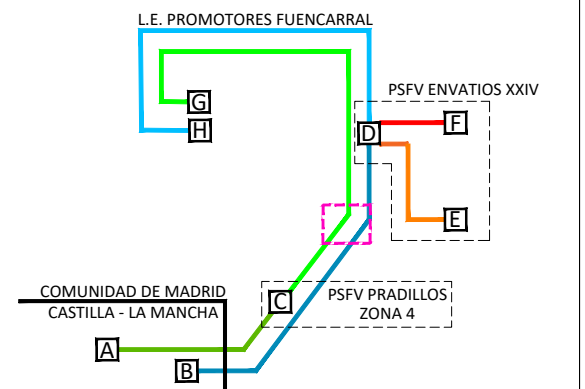 L.E. PROMOTORES FUENCARRAL
PSFV ENVATIOS XXIV
G
H
D
F
E
COMUNIDAD DE MADRID
CASTILLA - LA MANCHA
C
PSFV PRADILLOS
ZONA 4
A
B